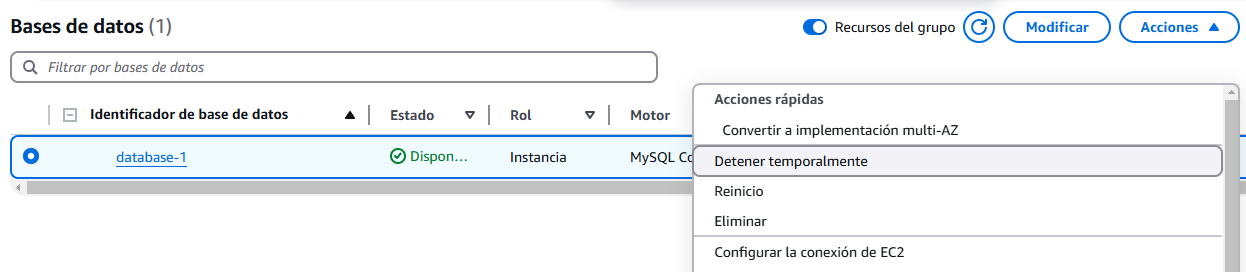 Bases de datos (1)
Recursos del grupo
Modificar
Acciones
Filtrar por bases de datos
Identificador de base de datos
Estado
Rol
Motor
database-1
Dispon...
Instancia
MySQL Co
Acciones rápidas
Convertir a implementación multi-AZ
Detener temporalmente
Reinicio
Eliminar
Configurar la conexión de EC2